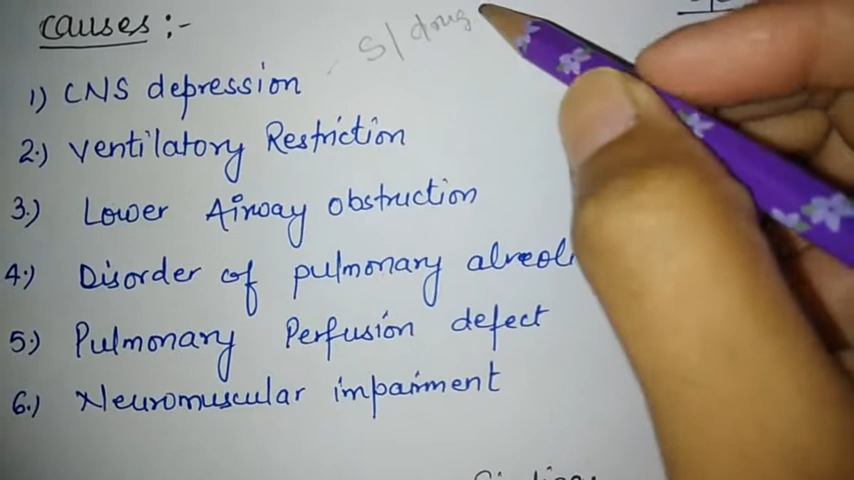 Causes :-
S/ drug
1) CNS depression
2.) Ventilatory Restriction
3.) Lower Airway obstruction
4.) Disorder of pulmonary alveoli
5.) Pulmonary Perfusion defect
6.) Neuromuscular impairment